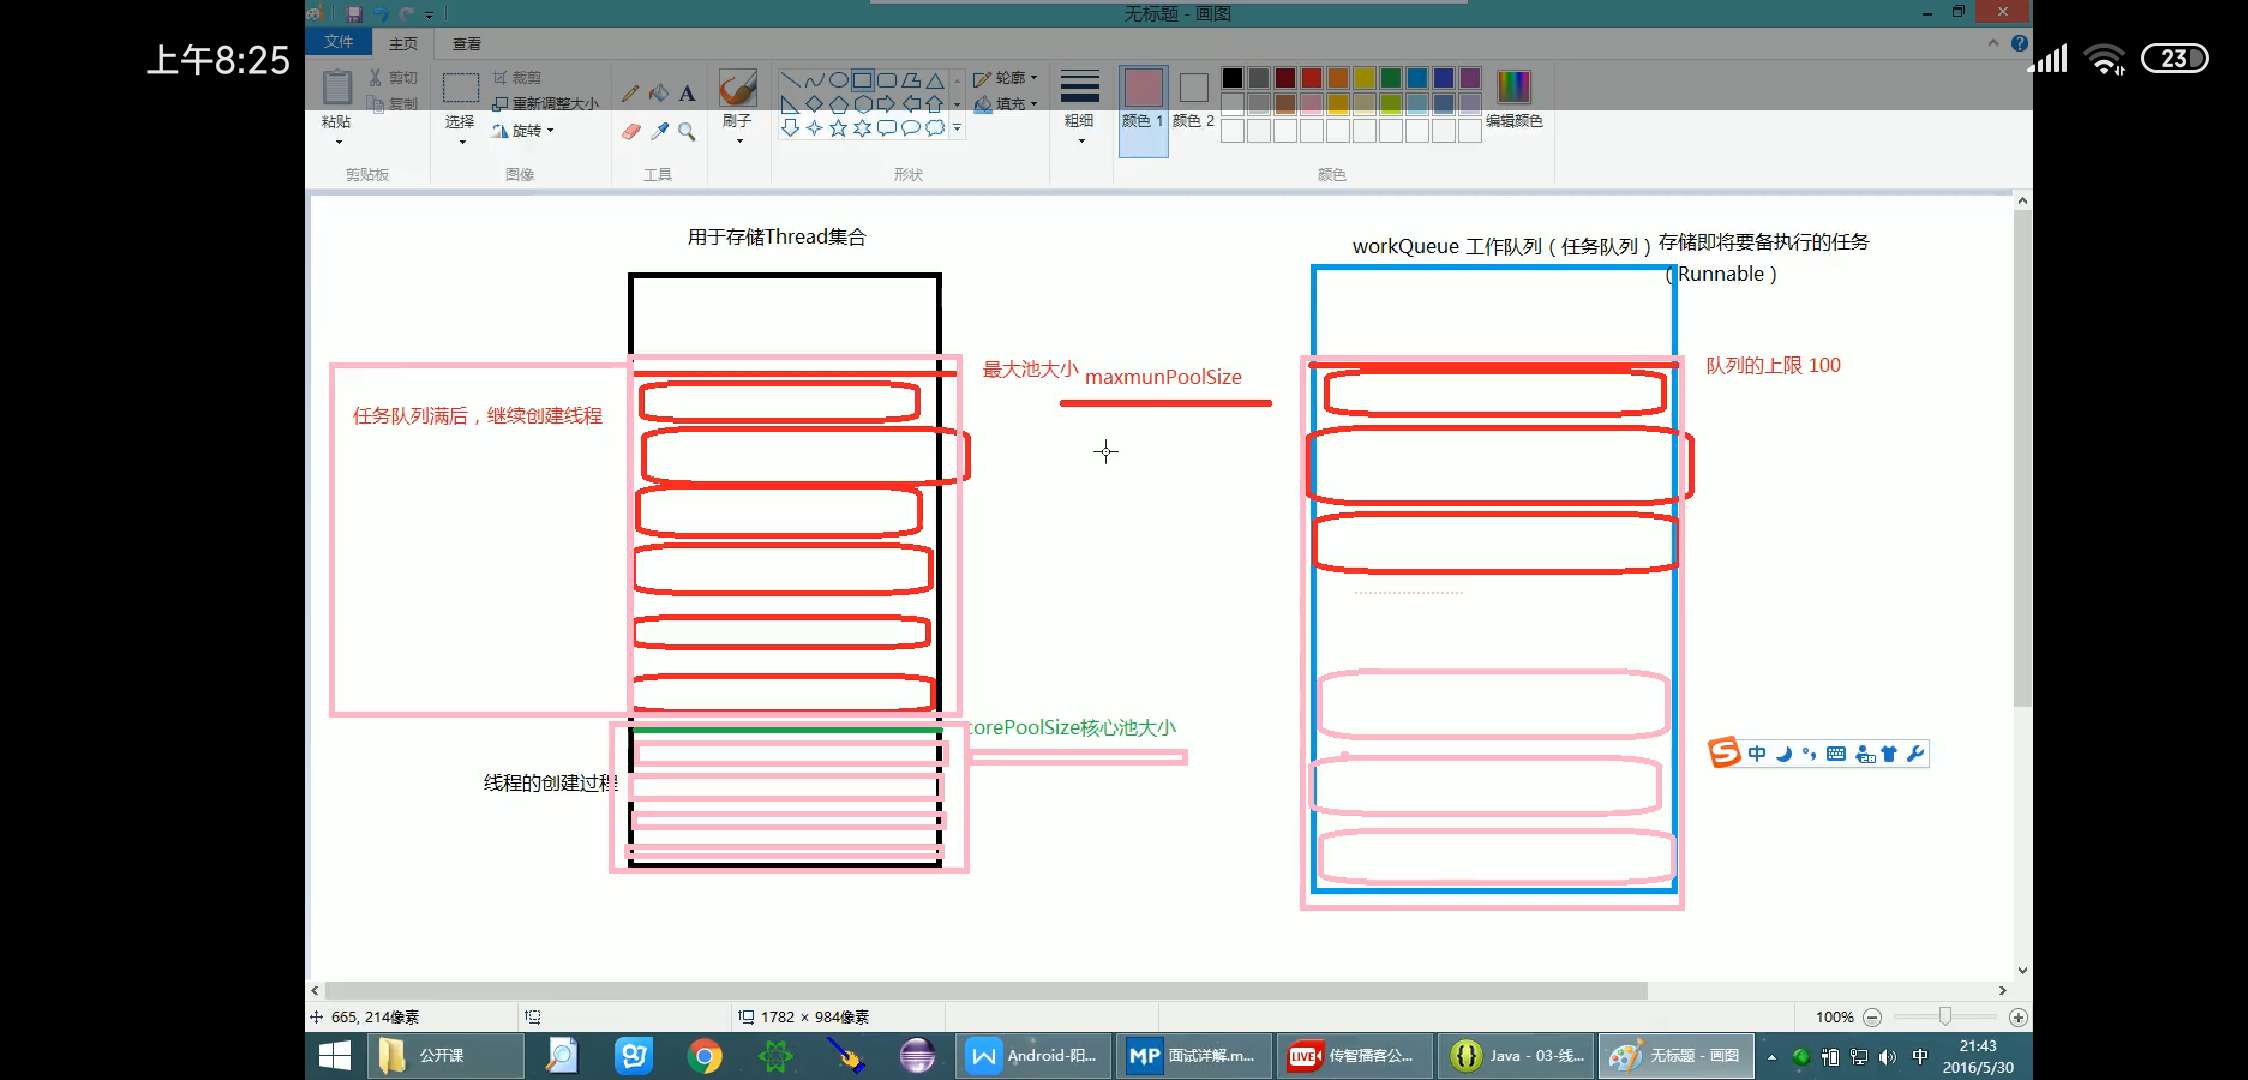 上午8:25
23
无标题 - 画图
文件 主页 查看
粘贴
剪切
复制
剪贴板
选择
裁剪
重新调整大小
旋转
图像
A
工具
刷子
轮廓
填充
形状
粗细
颜色 1
颜色 2
编辑颜色
颜色
用于存储Thread集合
workQueue 工作队列（任务队列）
存储即将要备执行的任务
（Runnable）
最大池大小
maxmunPoolSize
队列的上限 100
任务队列满后，继续创建线程
corePoolSize核心池大小
线程的创建过程
S 中
665, 214像素
1782 × 984像素
100%
公开课
Android-阳...
MP 面试详解.m...
LIVE 传智播客公...
Java - 03-线...
无标题 - 画图
中
21:43
2016/5/30